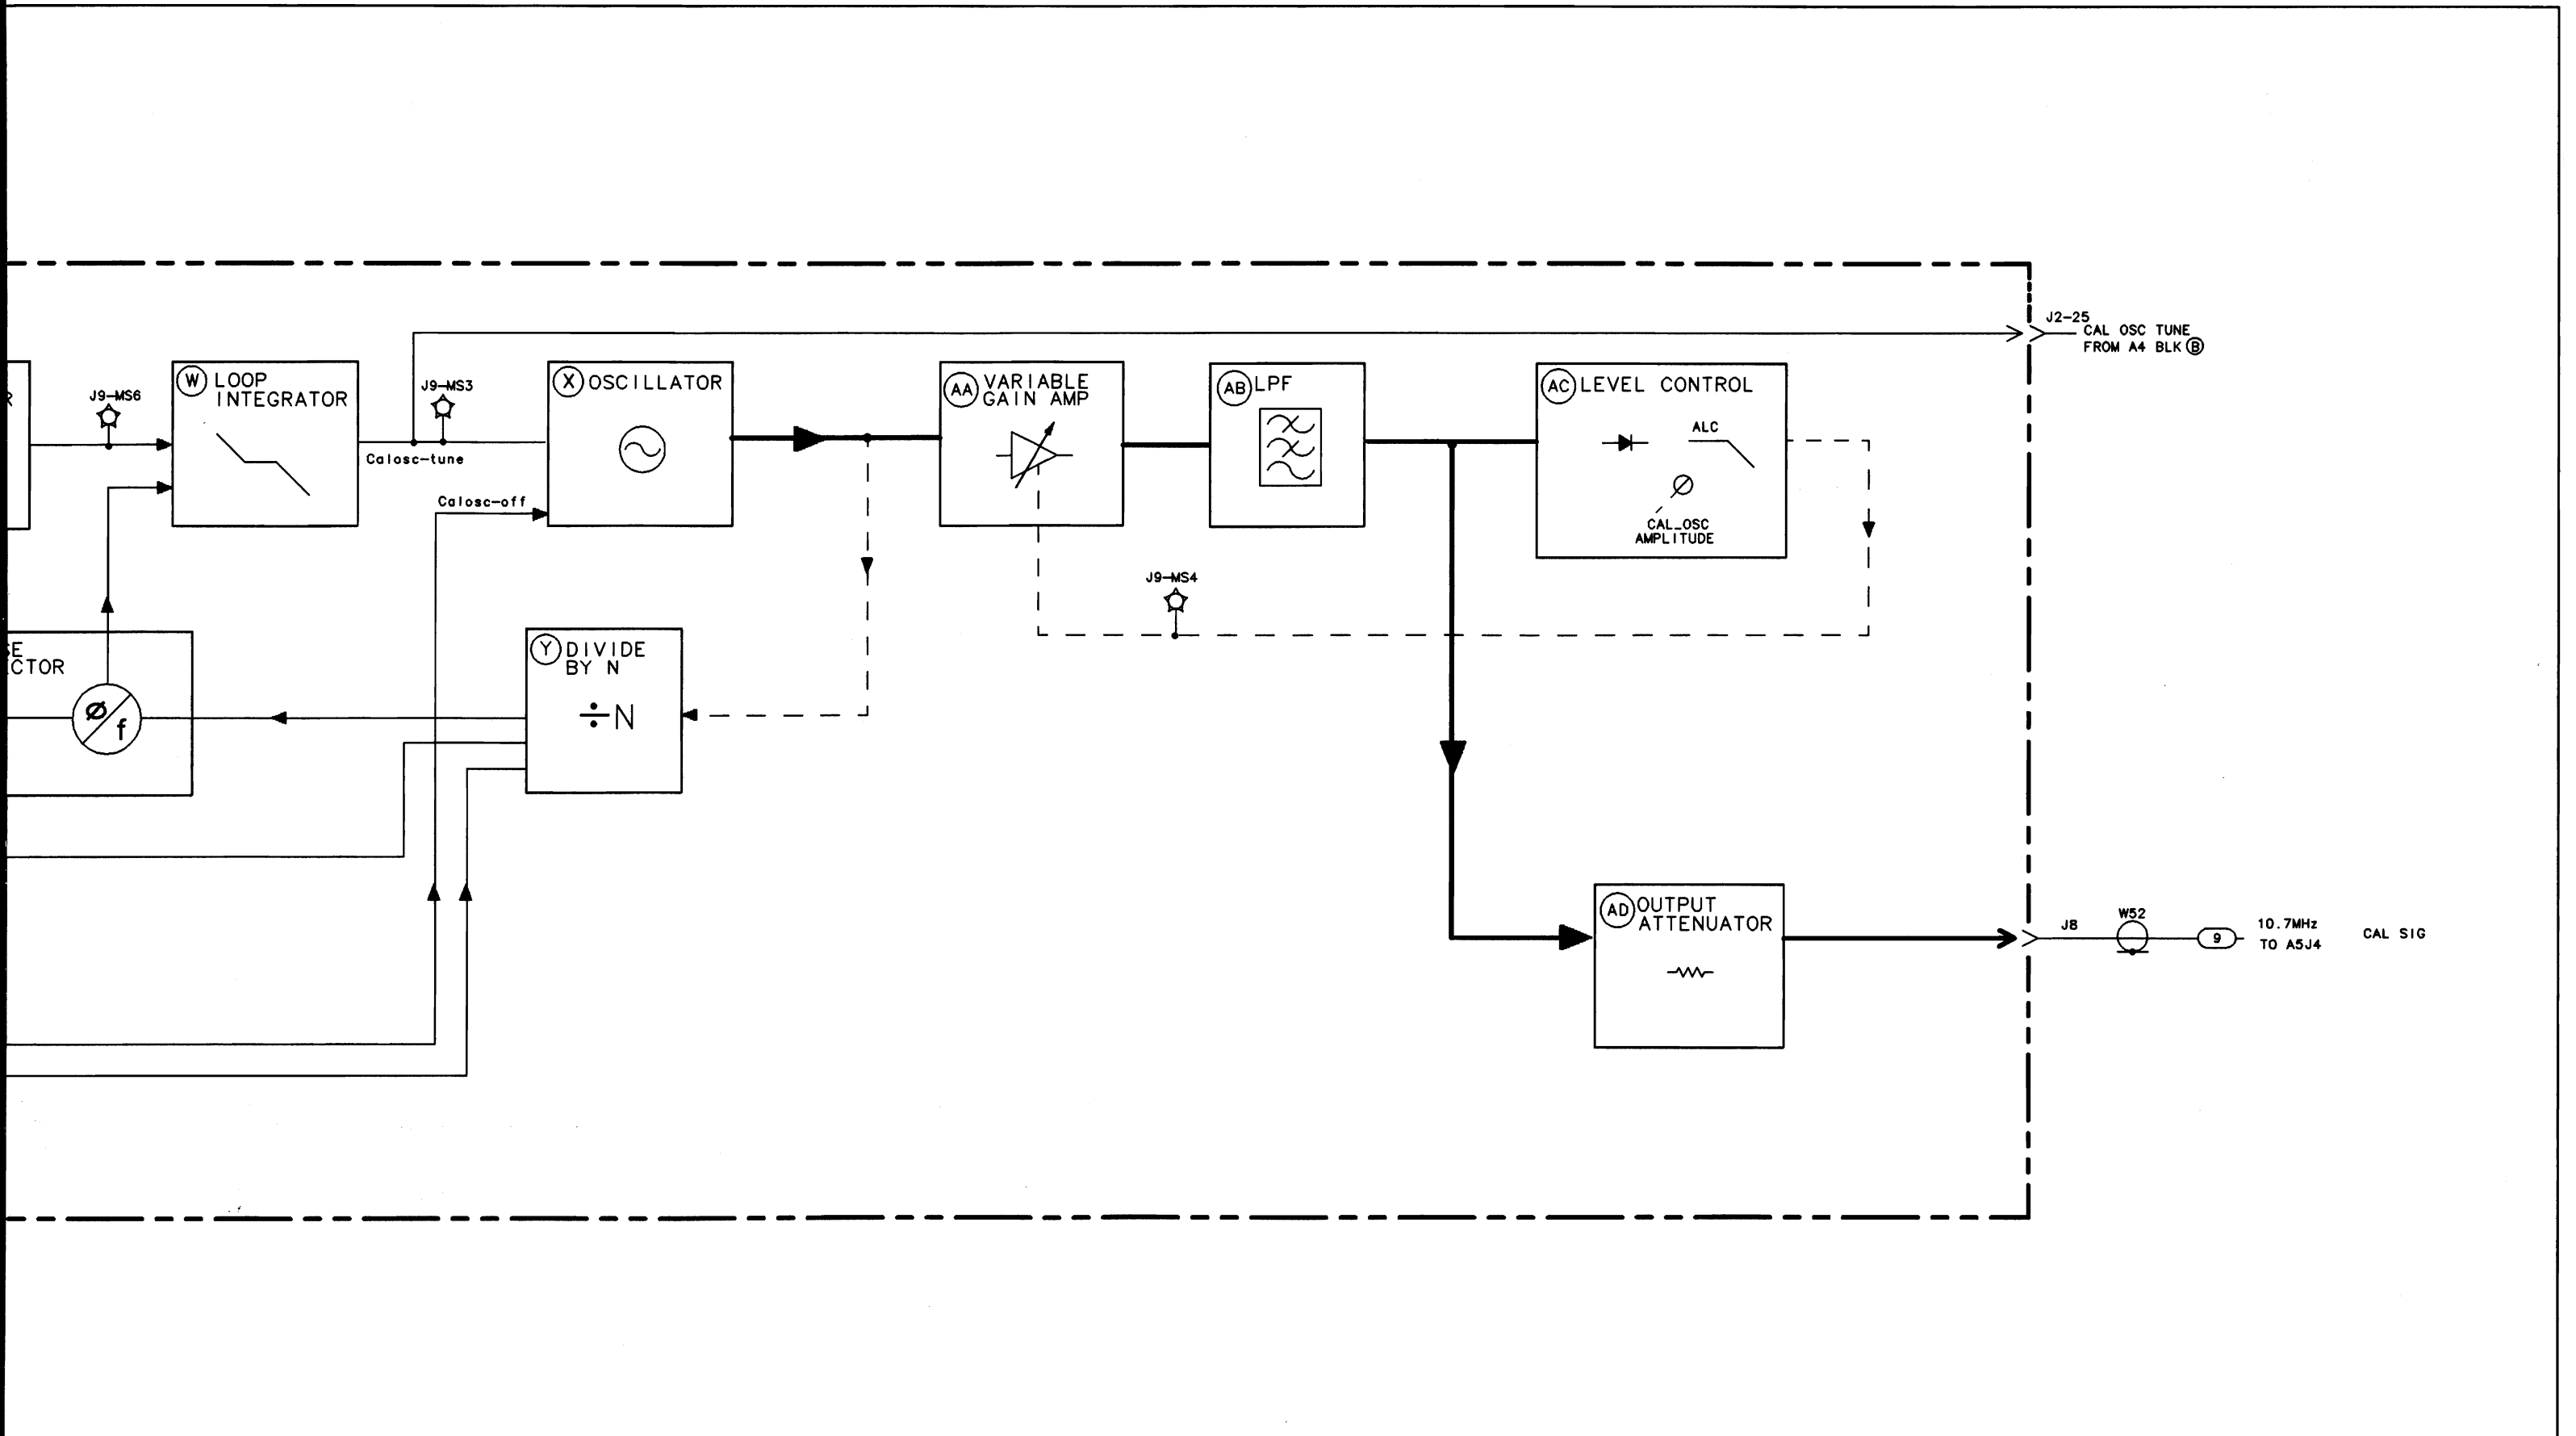 J2-25
CAL OSC TUNE
FROM A4 BLK B
J9-MS6
W LOOP
INTEGRATOR
J9-MS3
Calosc-tune
Calosc-off
X OSCILLATOR
AA VARIABLE
GAIN AMP
AB LPF
AC LEVEL CONTROL
ALC
CAL_OSC
AMPLITUDE
J9-MS4
SE
CTOR
Ø/f
Y DIVIDE
BY N
÷N
AD OUTPUT
ATTENUATOR
J8
W52
9
10.7MHz
TO A5J4
CAL SIG